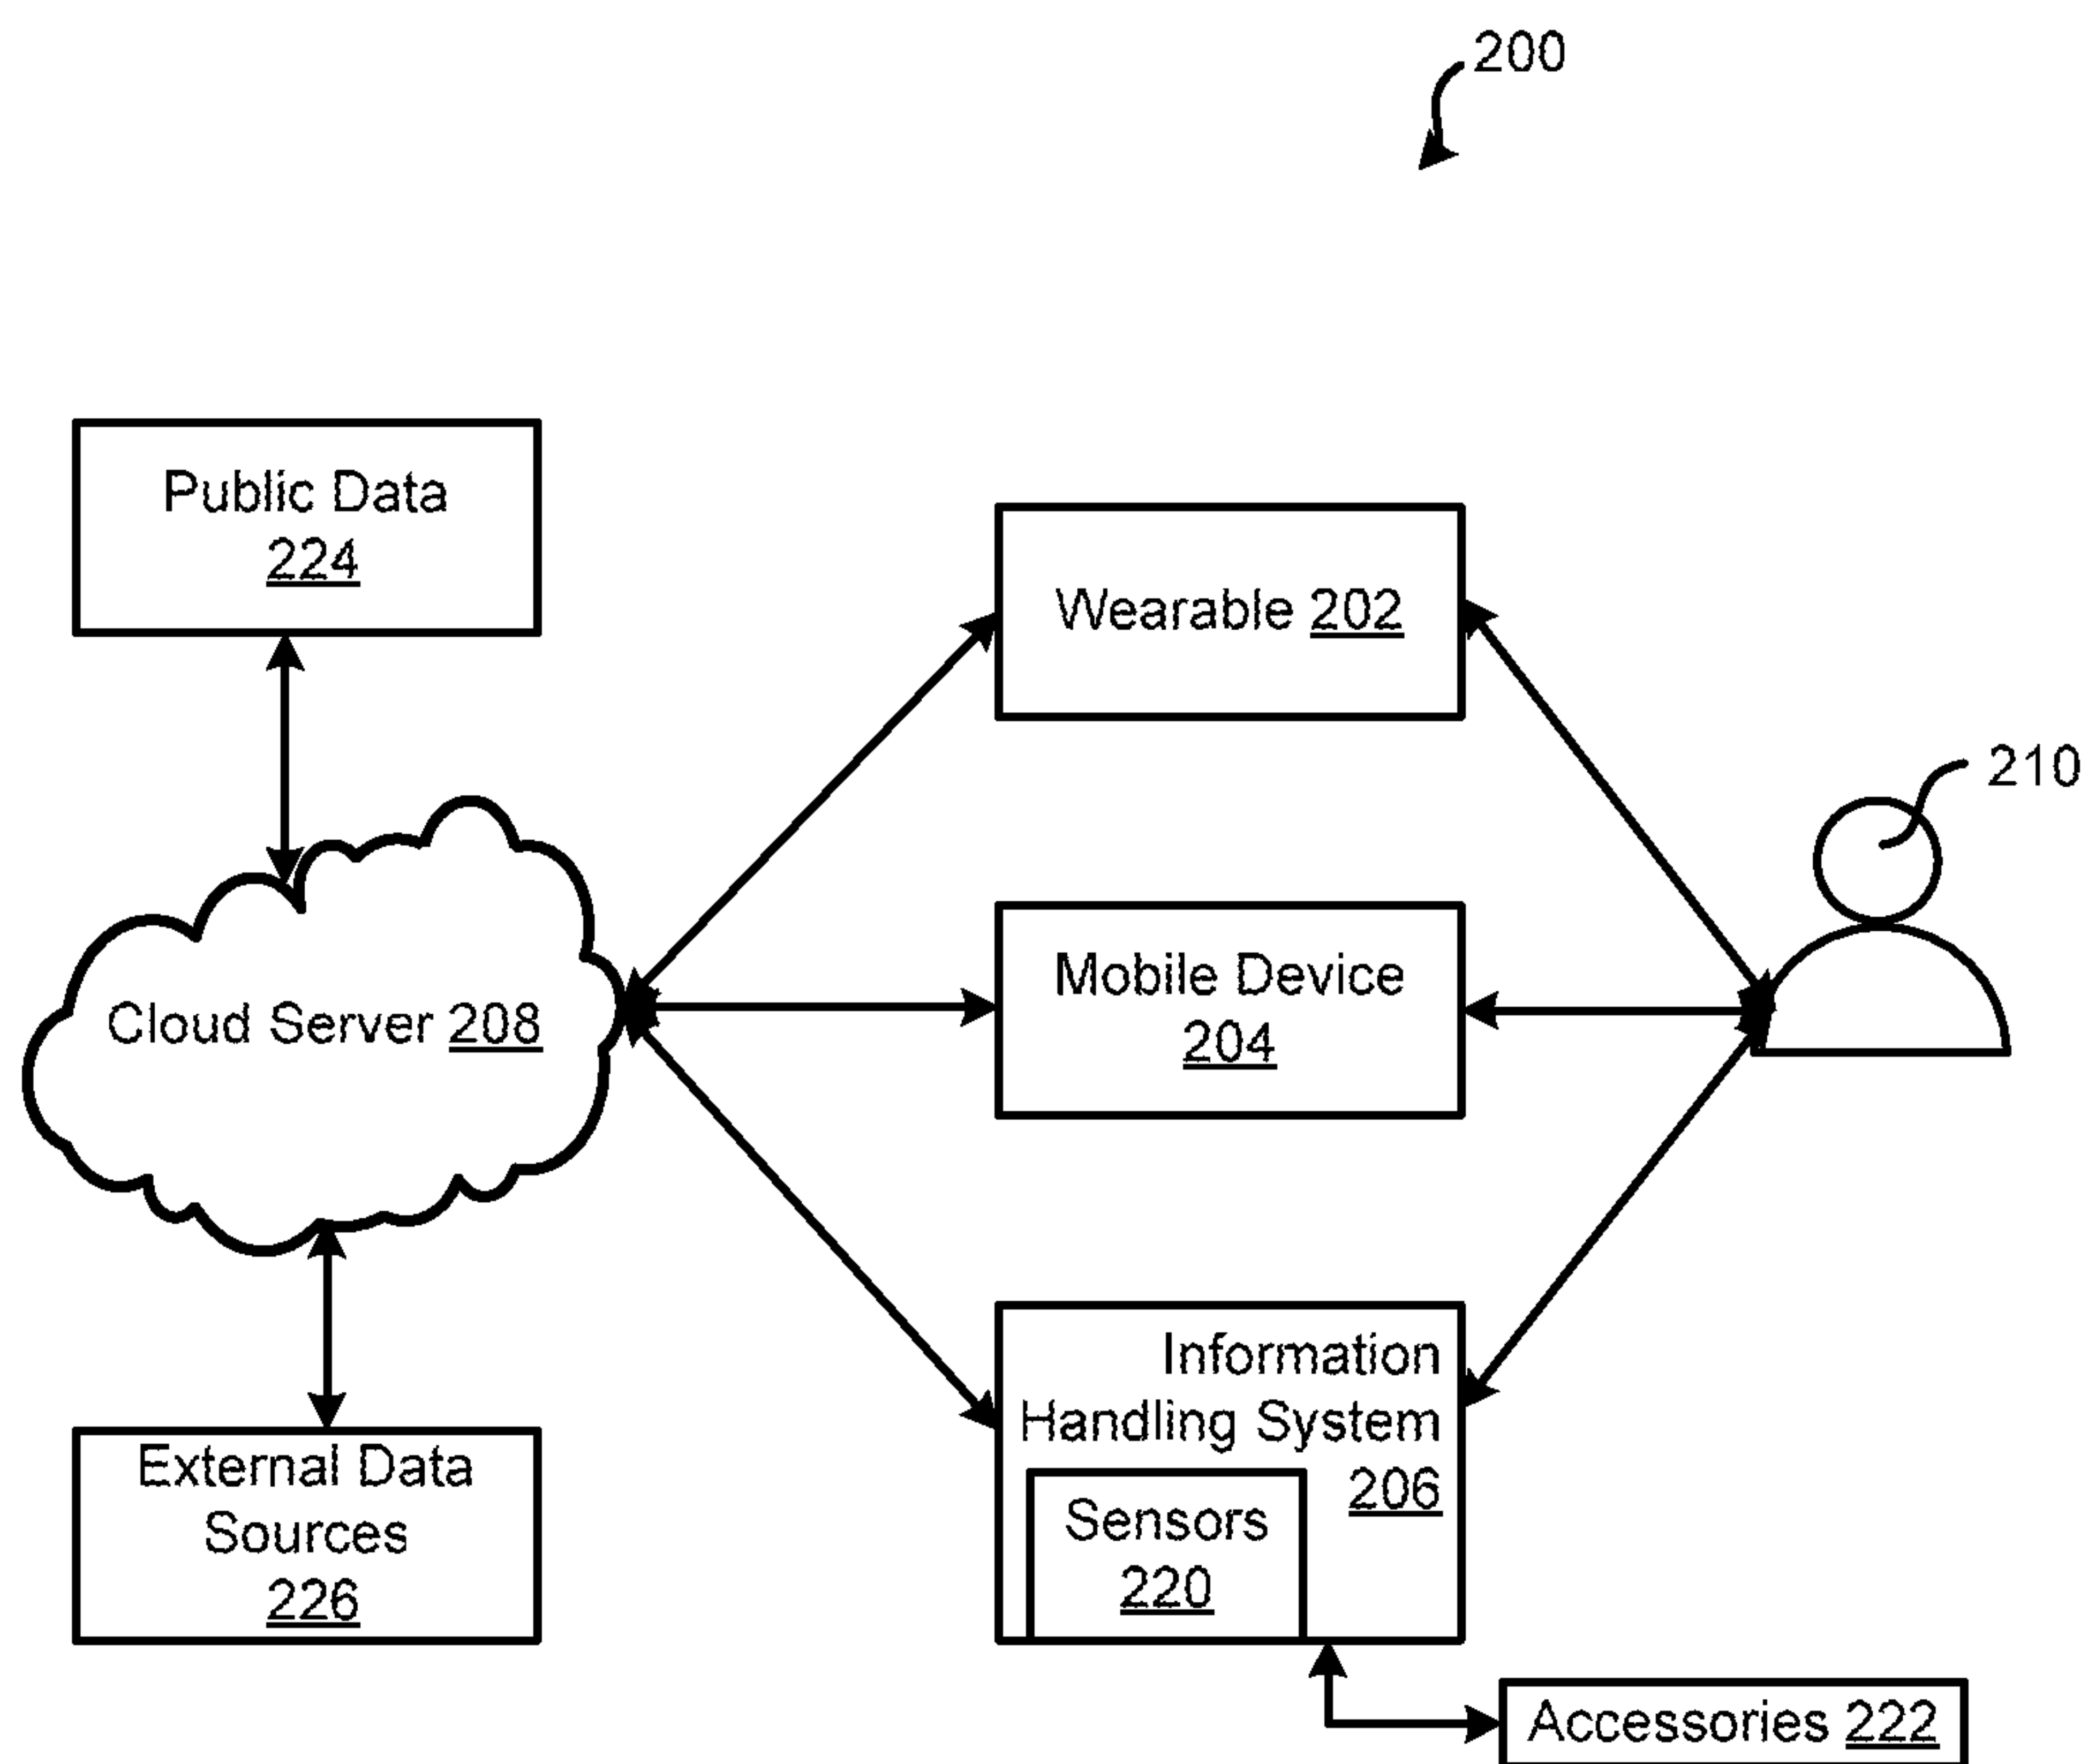 200
Public Data
224
Wearable 202
210
Mobile Device
204
Cloud Server 208
Information
Handling System
206
Sensors
220
External Data
Sources
226
Accessories 222